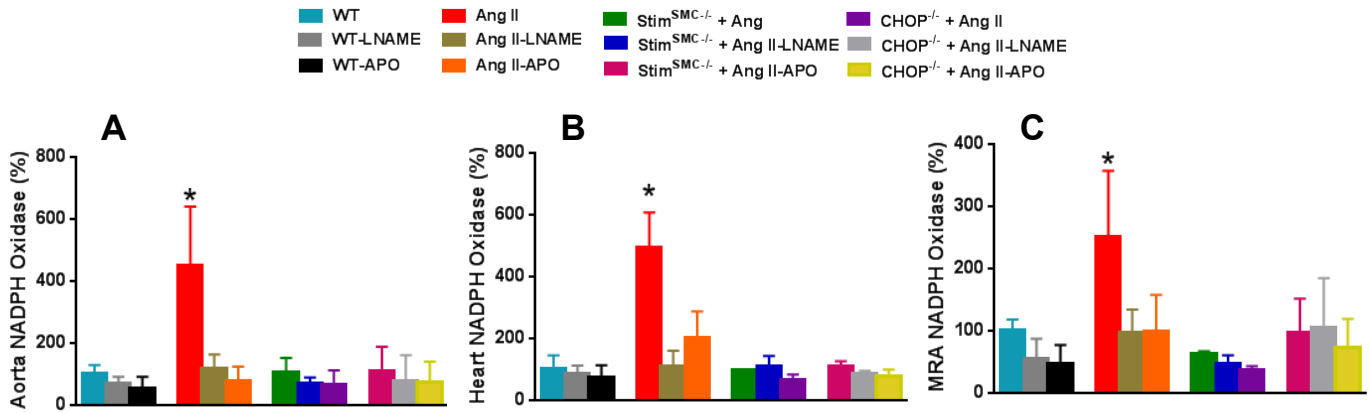 WT
WT-LNAME
WT-APO
Ang II
Ang II-LNAME
Ang II-APO
Stim^SMC-/- + Ang
Stim^SMC-/- + Ang II-LNAME
Stim^SMC-/- + Ang II-APO
CHOP^-/- + Ang II
CHOP^-/- + Ang II-LNAME
CHOP^-/- + Ang II-APO
A
Aorta NADPH Oxidase (%)
800
600
400
200
0
*
B
Heart NADPH Oxidase (%)
800
600
400
200
0
*
C
MRA NADPH Oxidase (%)
400
300
200
100
0
*